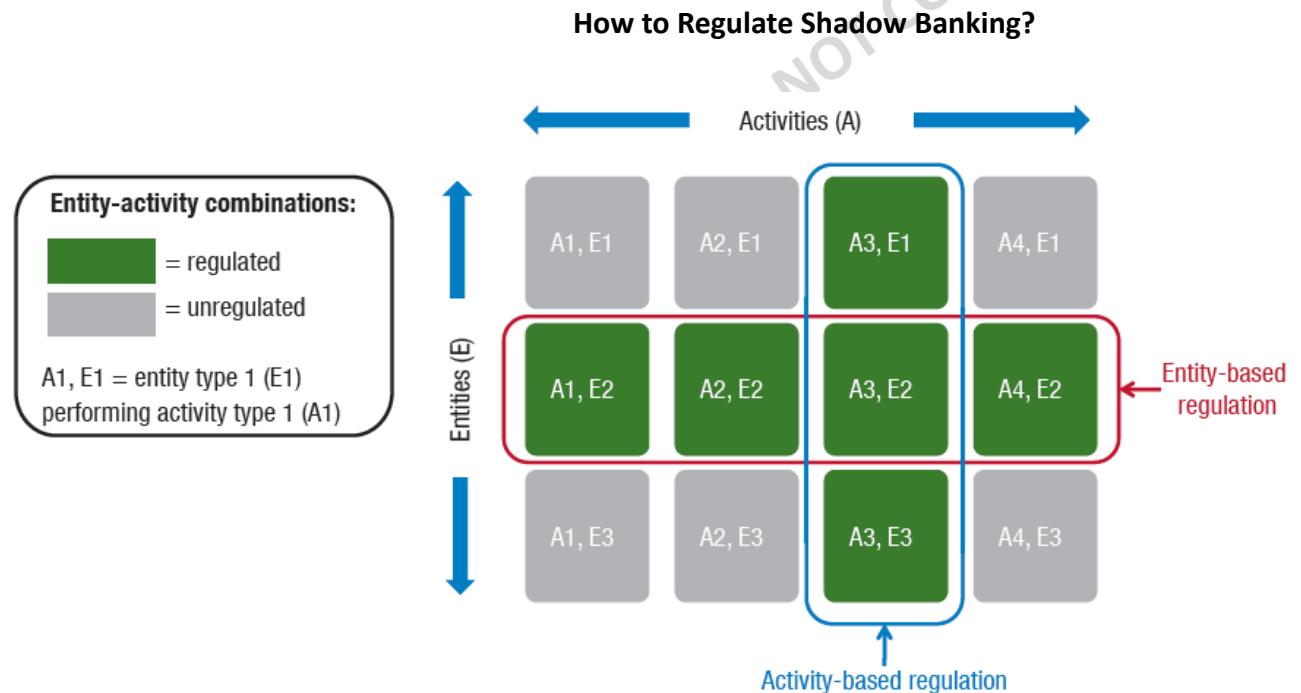 How to Regulate Shadow Banking?
NOT
Activities (A)
Entity-activity combinations:
= regulated
= unregulated
A1, E1 = entity type 1 (E1)
performing activity type 1 (A1)
Entities (E)
A1, E1
A2, E1
A3, E1
A4, E1
A1, E2
A2, E2
A3, E2
A4, E2
A1, E3
A2, E3
A3, E3
A4, E3
Entity-based
regulation
Activity-based regulation